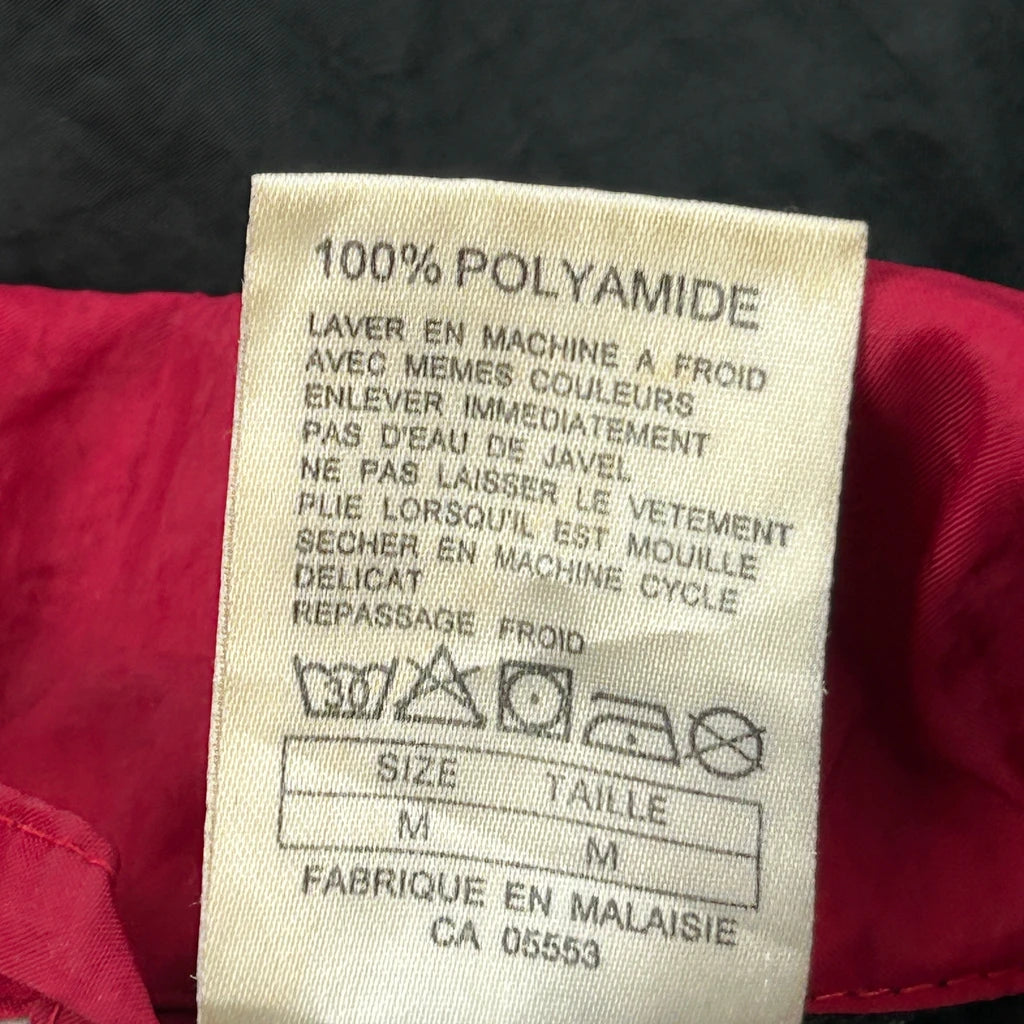 100% POLYAMIDE
LAVER EN MACHINE A FROID
AVEC MEMES COULEURS
ENLEVER IMMEDIATEMENT
PAS D'EAU DE JAVEL
NE PAS LAISSER LE VETEMENT
PLIE LORSQU'IL EST MOUILLE
SECHER EN MACHINE CYCLE
DELICAT
REPASSAGE FROID
30
SIZE TAILLE
M M
FABRIQUE EN MALAISIE
CA 05553